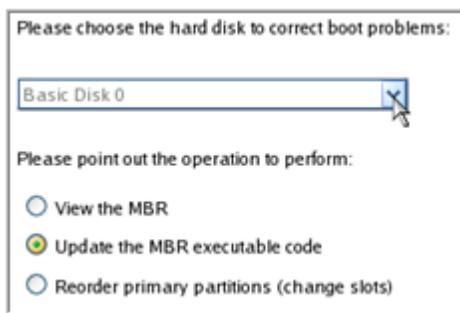 Please choose the hard disk to correct boot problems:
Basic Disk 0
Please point out the operation to perform:
View the MBR
Update the MBR executable code
Reorder primary partitions (change slots)